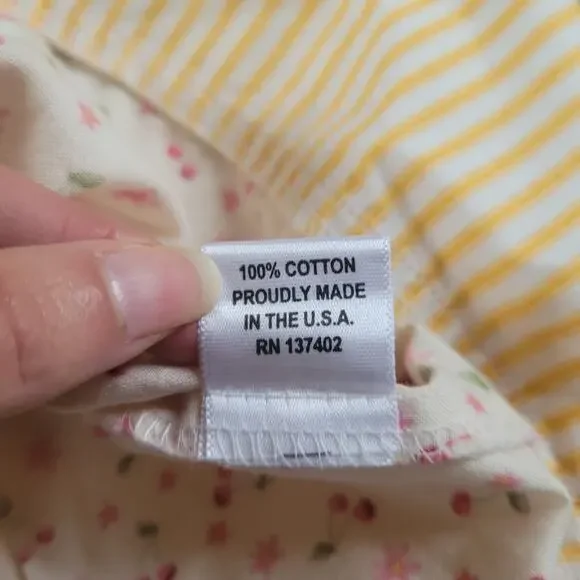 100% COTTON
PROUDLY MADE
IN THE U.S.A.
RN 137402